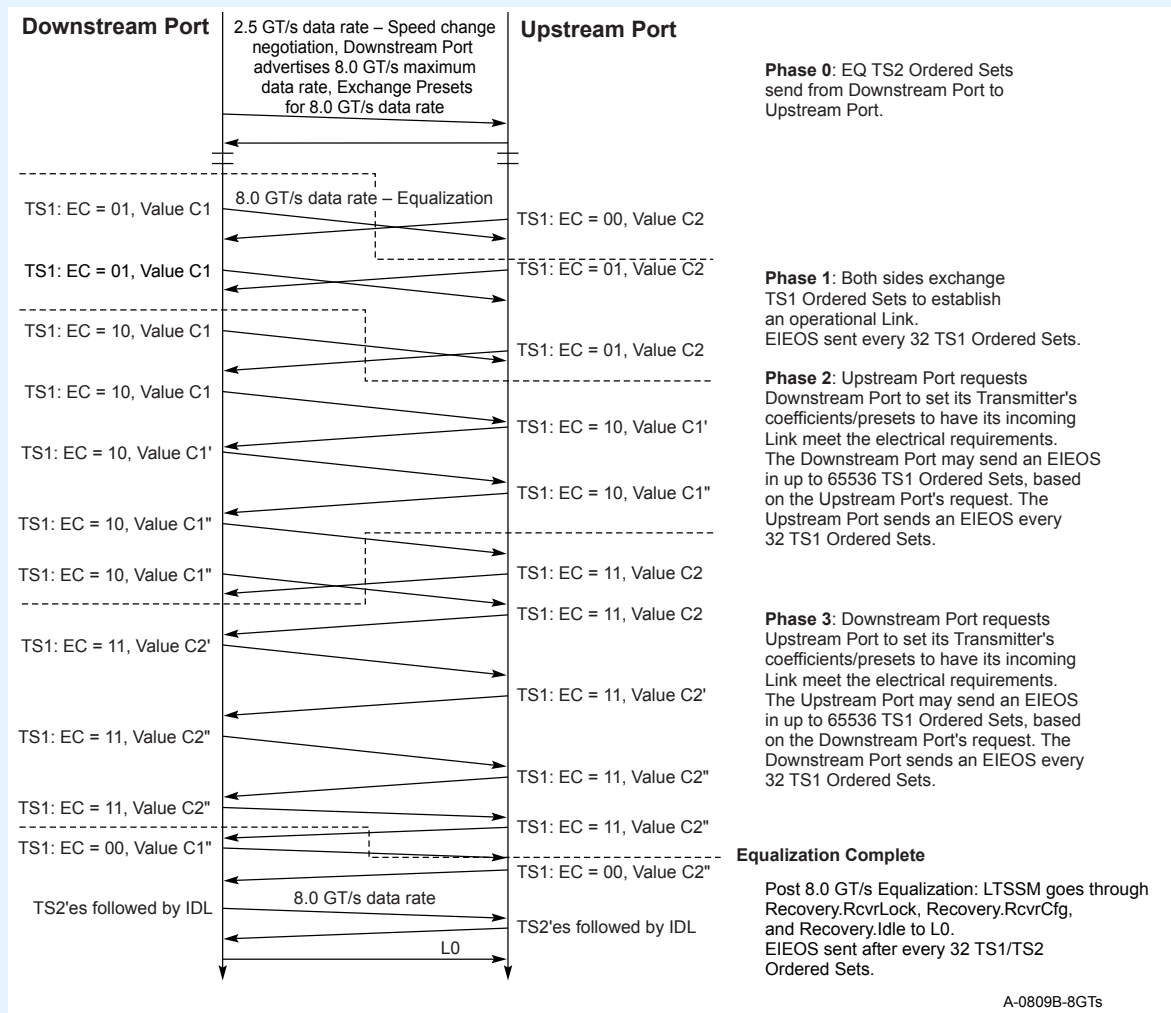 Downstream Port
2.5 GT/s data rate – Speed change
negotiation, Downstream Port
advertises 8.0 GT/s maximum
data rate, Exchange Presets
for 8.0 GT/s data rate
Upstream Port
Phase 0: EQ TS2 Ordered Sets
send from Downstream Port to
Upstream Port.
8.0 GT/s data rate – Equalization
TS1: EC = 01, Value C1
TS1: EC = 00, Value C2
TS1: EC = 01, Value C1
TS1: EC = 01, Value C2
Phase 1: Both sides exchange
TS1 Ordered Sets to establish
an operational Link.
EIEOS sent every 32 TS1 Ordered Sets.
TS1: EC = 10, Value C1
TS1: EC = 01, Value C2
Phase 2: Upstream Port requests
Downstream Port to set its Transmitter's
coefficients/presets to have its incoming
Link meet the electrical requirements.
The Downstream Port may send an EIEOS
in up to 65536 TS1 Ordered Sets, based
on the Upstream Port's request. The
Upstream Port sends an EIEOS every
32 TS1 Ordered Sets.
TS1: EC = 10, Value C1
TS1: EC = 10, Value C1'
TS1: EC = 10, Value C1'
TS1: EC = 10, Value C1"
TS1: EC = 10, Value C1"
TS1: EC = 10, Value C1"
TS1: EC = 11, Value C2
TS1: EC = 11, Value C2
Phase 3: Downstream Port requests
Upstream Port to set its Transmitter's
coefficients/presets to have its incoming
Link meet the electrical requirements.
The Upstream Port may send an EIEOS
in up to 65536 TS1 Ordered Sets, based
on the Downstream Port's request. The
Downstream Port sends an EIEOS every
32 TS1 Ordered Sets.
TS1: EC = 11, Value C2'
TS1: EC = 11, Value C2'
TS1: EC = 11, Value C2"
TS1: EC = 11, Value C2"
TS1: EC = 11, Value C2"
TS1: EC = 11, Value C2"
TS1: EC = 00, Value C1"
Equalization Complete
TS1: EC = 00, Value C2"
8.0 GT/s data rate
TS2'es followed by IDL
TS2'es followed by IDL
L0
Post 8.0 GT/s Equalization: LTSSM goes through
Recovery.RcvrLock, Recovery.RcvrCfg,
and Recovery.Idle to L0.
EIEOS sent after every 32 TS1/TS2
Ordered Sets.
A-0809B-8GTs